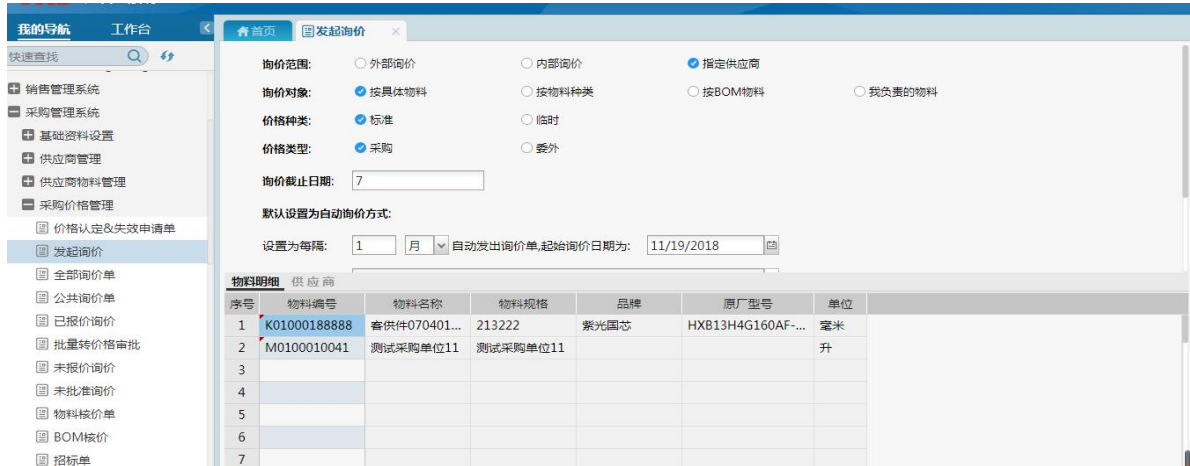 我的导航 工作台
首页 发起询价
快速查找
销售管理系统
采购管理系统
基础资料设置
供应商管理
供应商物料管理
采购价格管理
价格认定&失效申请单
发起询价
全部询价单
公共询价单
已报价询价
批量转价格审批
未报价询价
未批准询价
物料核价单
BOM核价
招标单
询价范围: 外部询价 内部询价 指定供应商
询价对象: 按具体物料 按物料种类 按BOM物料 我负责的物料
价格种类: 标准 临时
价格类型: 采购 委外
询价截止日期: 7
默认设置为自动询价方式:
设置为每隔: 1 月 自动发出询价单,起始询价日期为: 11/19/2018
物料明细 供应商
序号 物料编号 物料名称 物料规格 品牌 原厂型号 单位
1 K01000188888 客供件070401... 213222 紫光国芯 HXB13H4G160AF-... 毫米
2 M0100010041 测试采购单位11 测试采购单位11 升
3
4
5
6
7